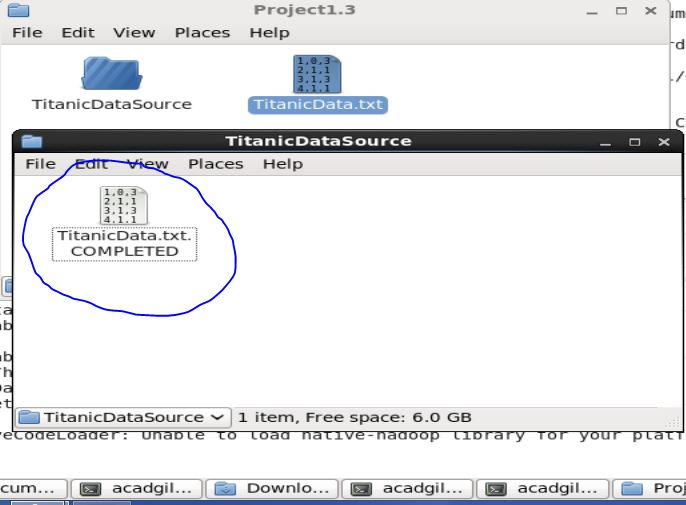 Project1.3
File Edit View Places Help
1,0,3
2,1,1
3,1,3
4,1,1
TitanicDataSource TitanicData.txt
TitanicDataSource
File Edit View Places Help
1,0,3
2,1,1
3,1,3
4,1,1
TitanicData.txt.
COMPLETED
TitanicDataSource 1 item, Free space: 6.0 GB
veCodeLoader: Unable to load native-hadoop library for your platf
cum... acadgil... Downlo... acadgil... acadgil... Proj